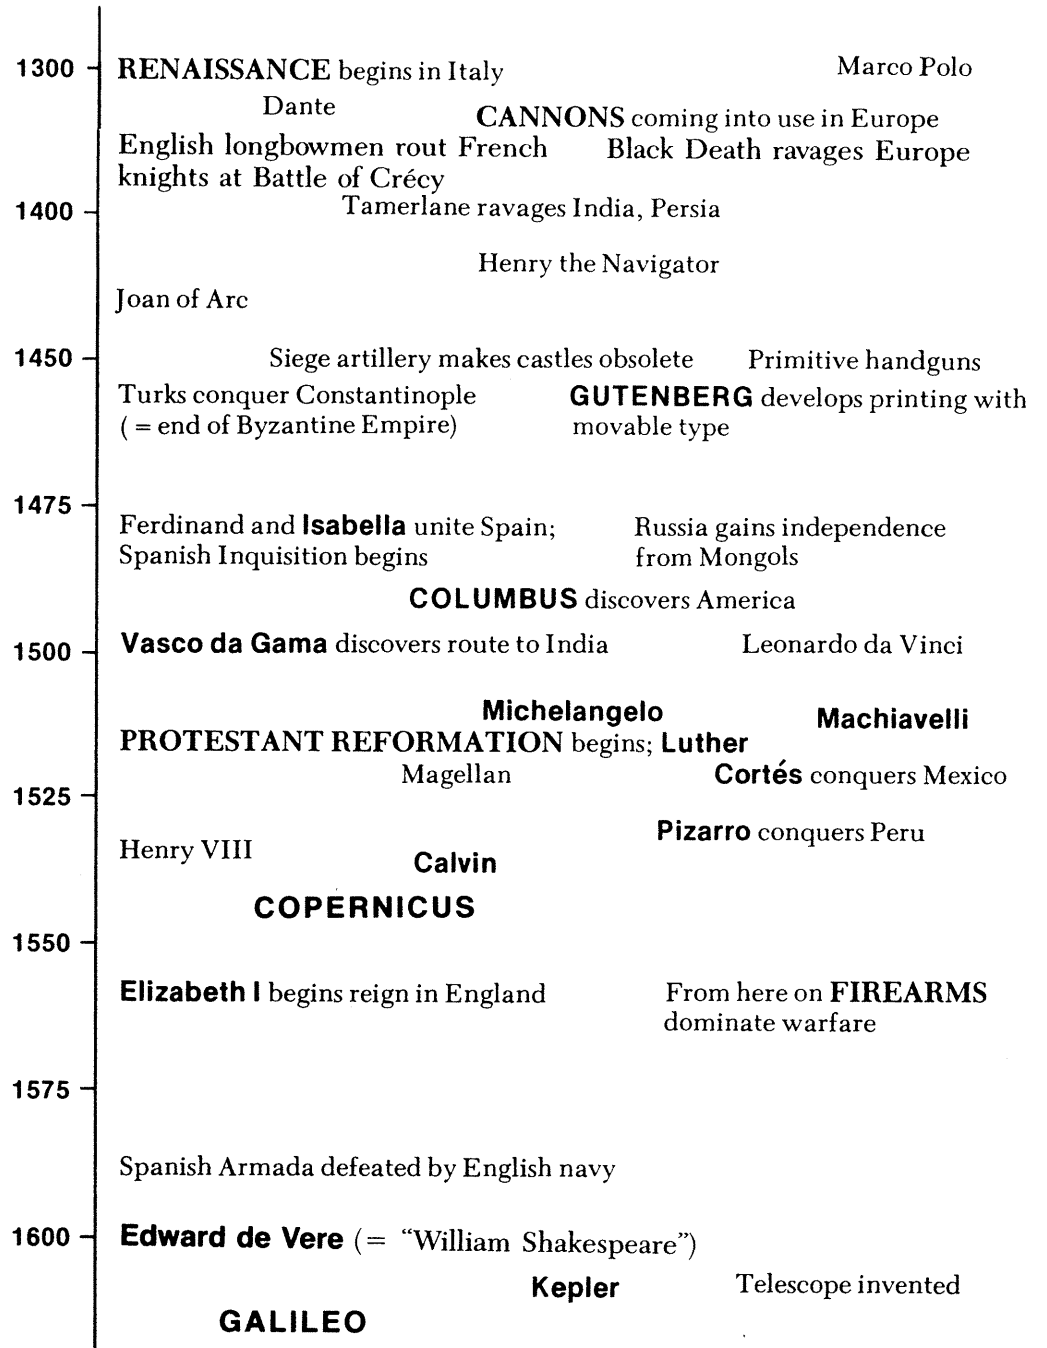 1300 RENAISSANCE begins in Italy Marco Polo
Dante CANNONS coming into use in Europe
English longbowmen rout French Black Death ravages Europe
knights at Battle of Crécy
1400 Tamerlane ravages India, Persia
Henry the Navigator
Joan of Arc
1450 Siege artillery makes castles obsolete Primitive handguns
Turks conquer Constantinople GUTENBERG develops printing with
( = end of Byzantine Empire) movable type
1475
Ferdinand and Isabella unite Spain; Russia gains independence
Spanish Inquisition begins from Mongols
COLUMBUS discovers America
1500 Vasco da Gama discovers route to India Leonardo da Vinci
Michelangelo Machiavelli
PROTESTANT REFORMATION begins; Luther
Magellan Cortés conquers Mexico
1525
Pizarro conquers Peru
Henry VIII Calvin
COPERNICUS
1550
Elizabeth I begins reign in England From here on FIREARMS
dominate warfare
1575
Spanish Armada defeated by English navy
1600 Edward de Vere (= “William Shakespeare”)
Kepler Telescope invented
GALILEO